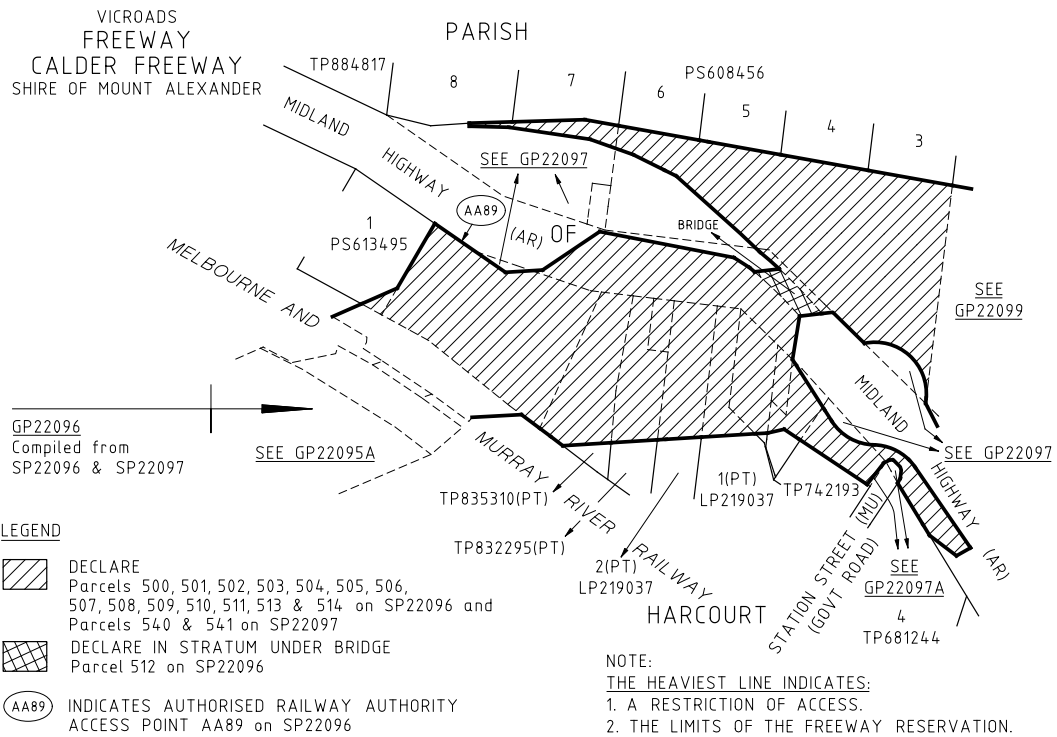 VICROADS
FREEWAY
CALDER FREEWAY
SHIRE OF MOUNT ALEXANDER
PARISH
TP884817
8
7
PS608456
6
5
4
3
MIDLAND
HIGHWAY
SEE GP22097
AA89
(AR)
OF
BRIDGE
1
PS613495
MELBOURNE AND
SEE
GP22099
MIDLAND
GP22096
Compiled from
SP22096 & SP22097
SEE GP22095A
MURRAY
RIVER
RAILWAY
SEE GP22097
HIGHWAY
(AR)
1(PT)
LP219037
TP742193
TP835310(PT)
TP832295(PT)
2(PT)
LP219037
STATION STREET (MU)
(GOVT ROAD)
SEE
GP22097A
4
TP681244
HARCOURT
LEGEND
DECLARE
Parcels 500, 501, 502, 503, 504, 505, 506,
507, 508, 509, 510, 511, 513 & 514 on SP22096 and
Parcels 540 & 541 on SP22097
DECLARE IN STRATUM UNDER BRIDGE
Parcel 512 on SP22096
AA89
INDICATES AUTHORISED RAILWAY AUTHORITY
ACCESS POINT AA89 on SP22096
NOTE:
THE HEAVIEST LINE INDICATES:
1. A RESTRICTION OF ACCESS.
2. THE LIMITS OF THE FREEWAY RESERVATION.